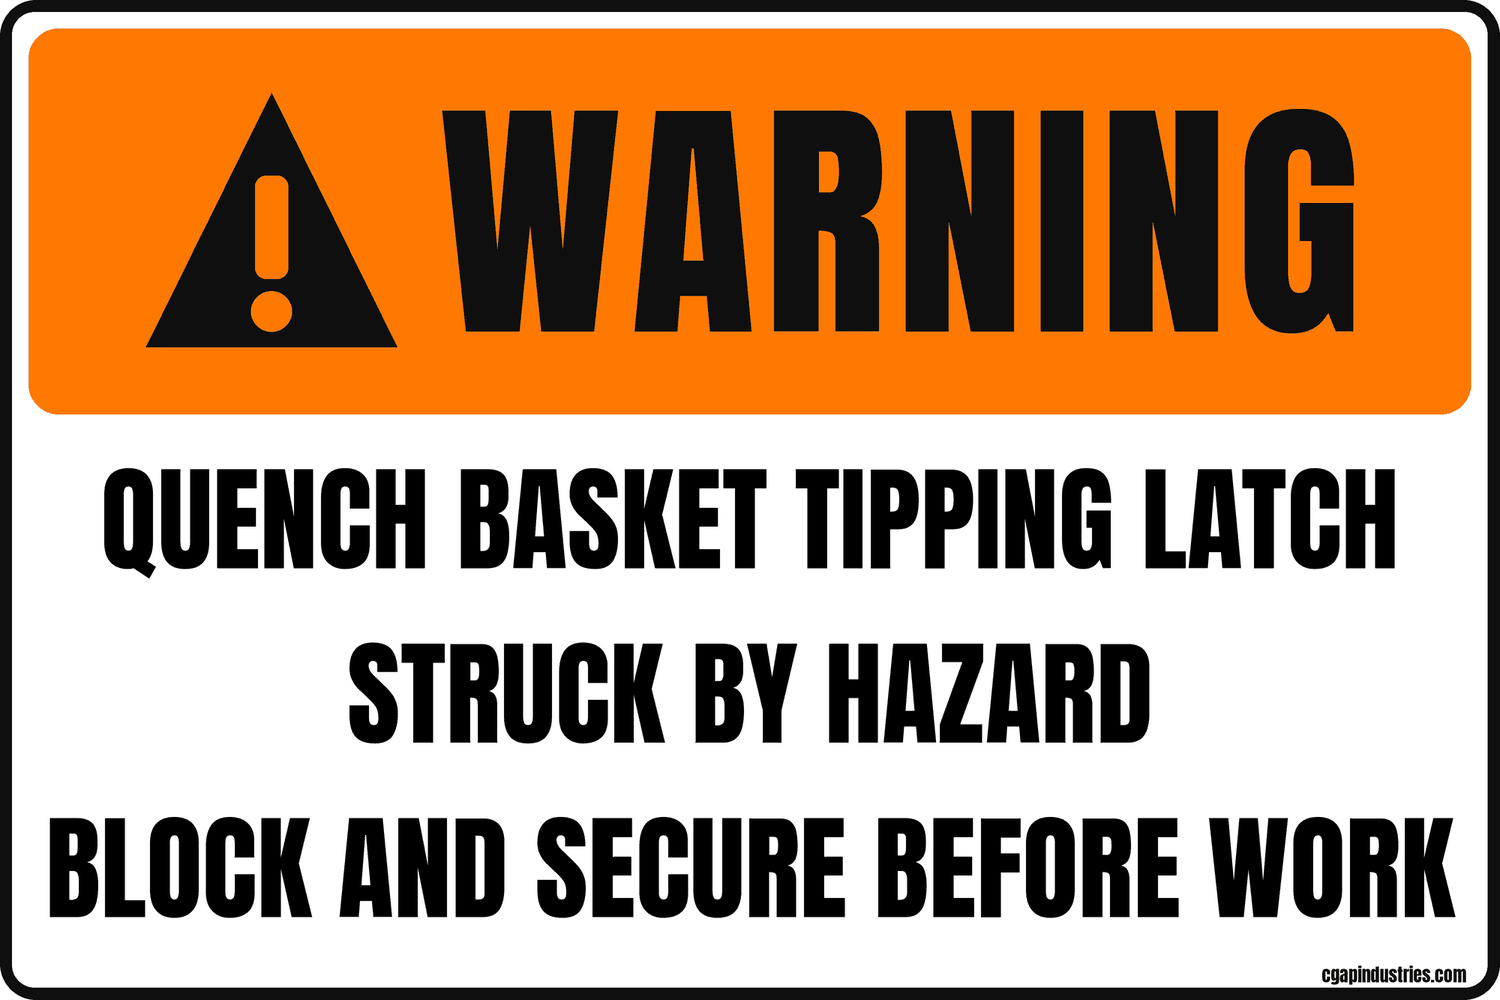 WARNING
QUENCH BASKET TIPPING LATCH
STRUCK BY HAZARD
BLOCK AND SECURE BEFORE WORK
cgapindustries.com